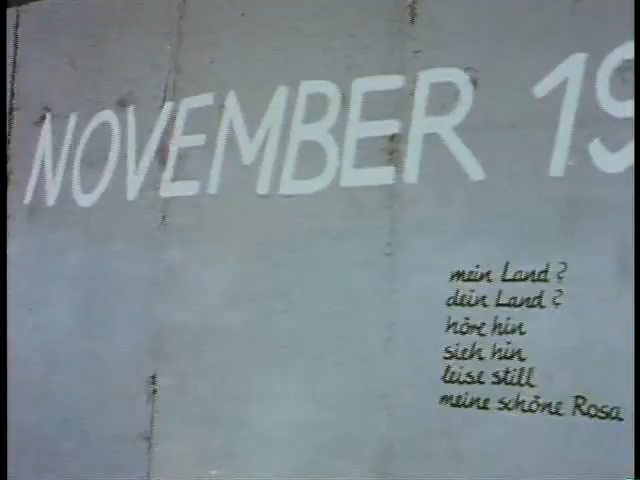 NOVEMBER 19
mein Land?
dein Land?
höre hin
sieh hin
leise still
meine schöne Rosa